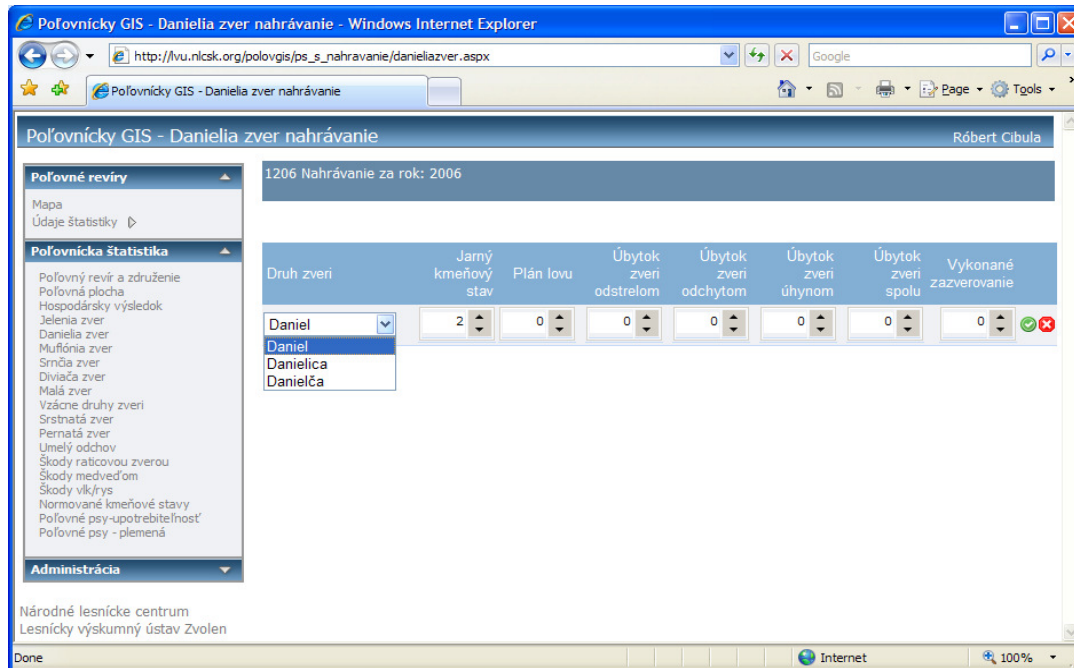 Poľovnícky GIS - Danielia zver nahrávanie - Windows Internet Explorer
http://lvu.nlcsk.org/polovgis/ps_s_nahravanie/danieliazver.aspx
Google
Poľovnícky GIS - Danielia zver nahrávanie
Page
Tools
Poľovnícky GIS - Danielia zver nahrávanie
Róbert Cibula
Poľovné revíry
Mapa
Údaje štatistiky
Poľovnícka štatistika
Poľovný revír a združenie
Poľovná plocha
Hospodársky výsledok
Jelenia zver
Danielia zver
Muflónia zver
Srnčia zver
Diviača zver
Malá zver
Vzácne druhy zveri
Srstnatá zver
Pernatá zver
Umelý odchov
Škody raticovou zverou
Škody medveďom
Škody vlk/rys
Normované kmeňové stavy
Poľovné psy-upotrebiteľnosť
Poľovné psy - plemená
Administrácia
Národné lesnícke centrum
Lesnícky výskumný ústav Zvolen
1206 Nahrávanie za rok: 2006
Druh zveri
Jarný
kmeňový
stav
Plán lovu
Úbytok
zveri
odstrelom
Úbytok
zveri
odchytom
Úbytok
zveri
úhynom
Úbytok
zveri
spolu
Vykonané
zazverovanie
Daniel
2
0
0
0
0
0
0
Daniel
Danielica
Danielča
Done
Internet
100%